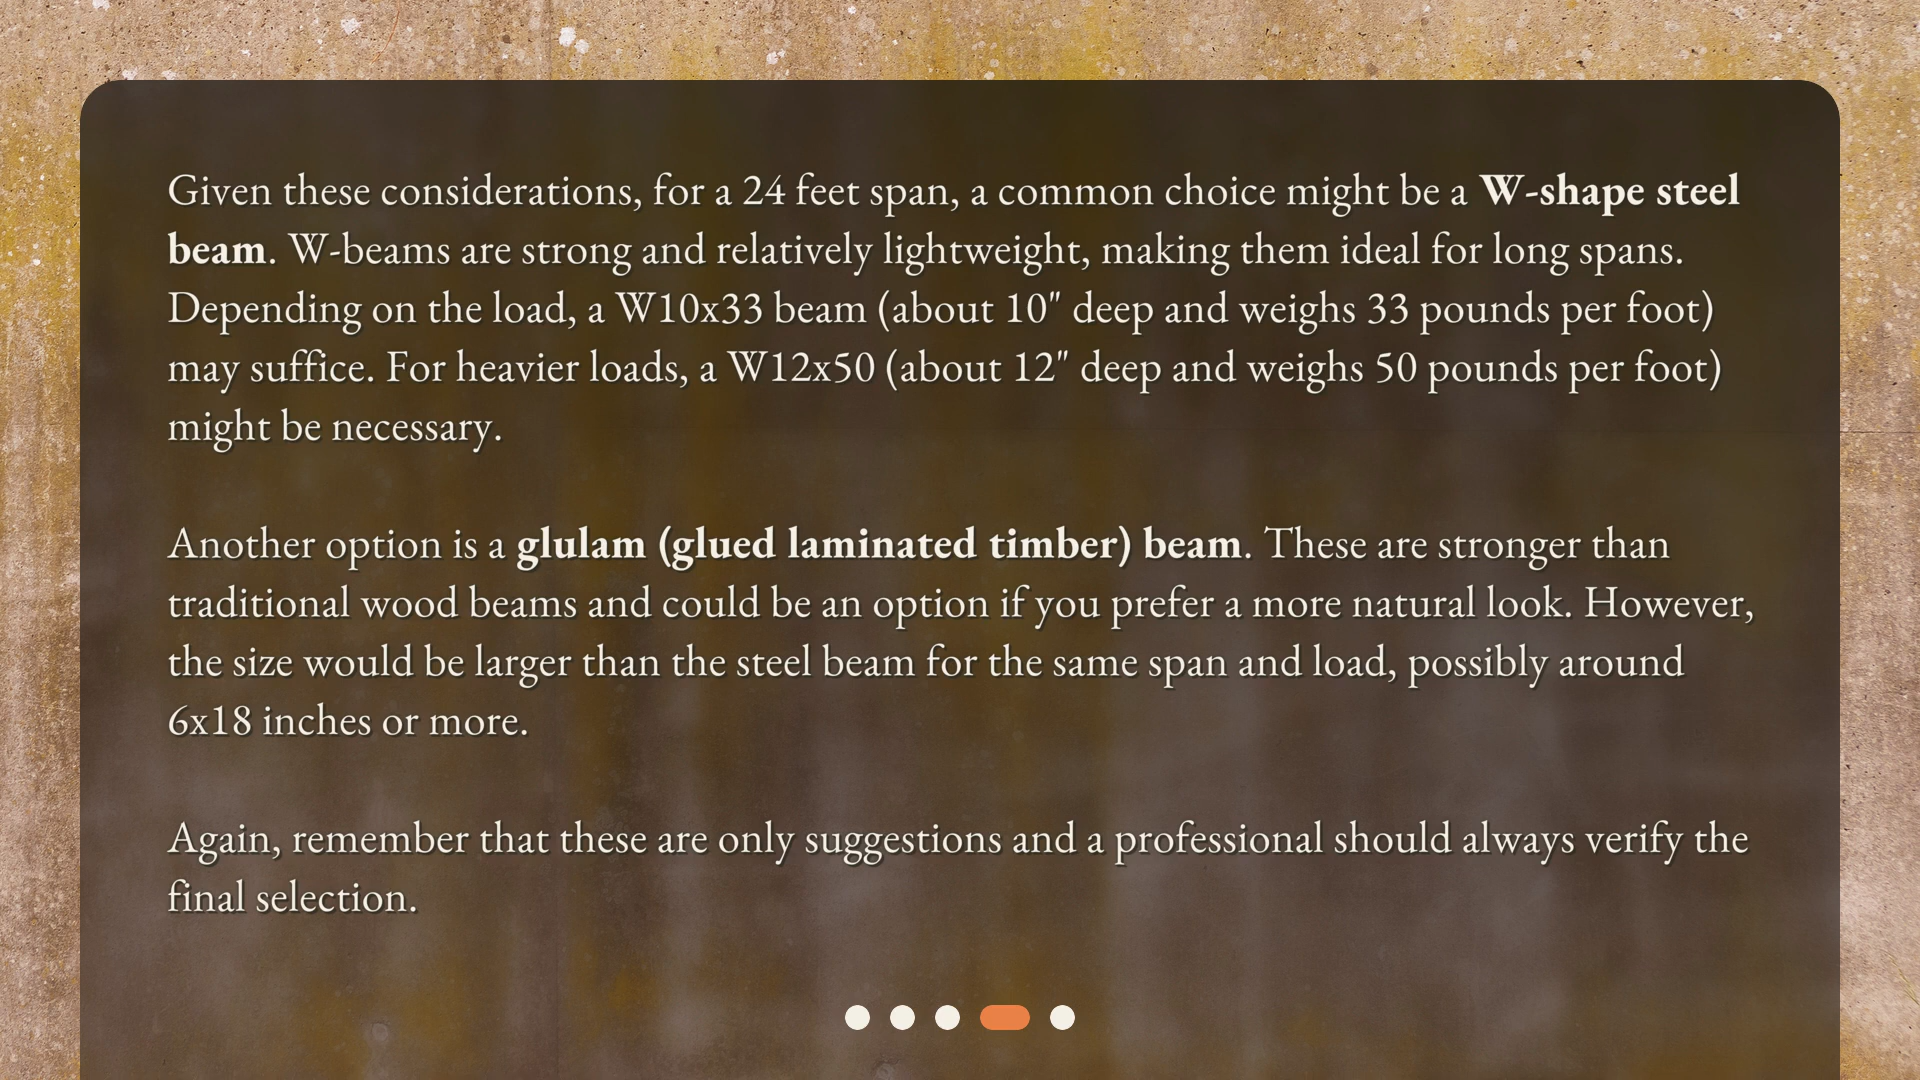 Given these considerations, for a 24 feet span, a common choice might be a W-shape steel
beam. W-beams are strong and relatively lightweight, making them ideal for long spans.
Depending on the load, a W10x33 beam (about 10" deep and weighs 33 pounds per foot)
may suffice. For heavier loads, a W12x50 (about 12" deep and weighs 50 pounds per foot)
might be necessary.
Another option is a glulam (glued laminated timber) beam. These are stronger than
traditional wood beams and could be an option if you prefer a more natural look. However,
the size would be larger than the steel beam for the same span and load, possibly around
6x18 inches or more.
Again, remember that these are only suggestions and a professional should always verify the
final selection.